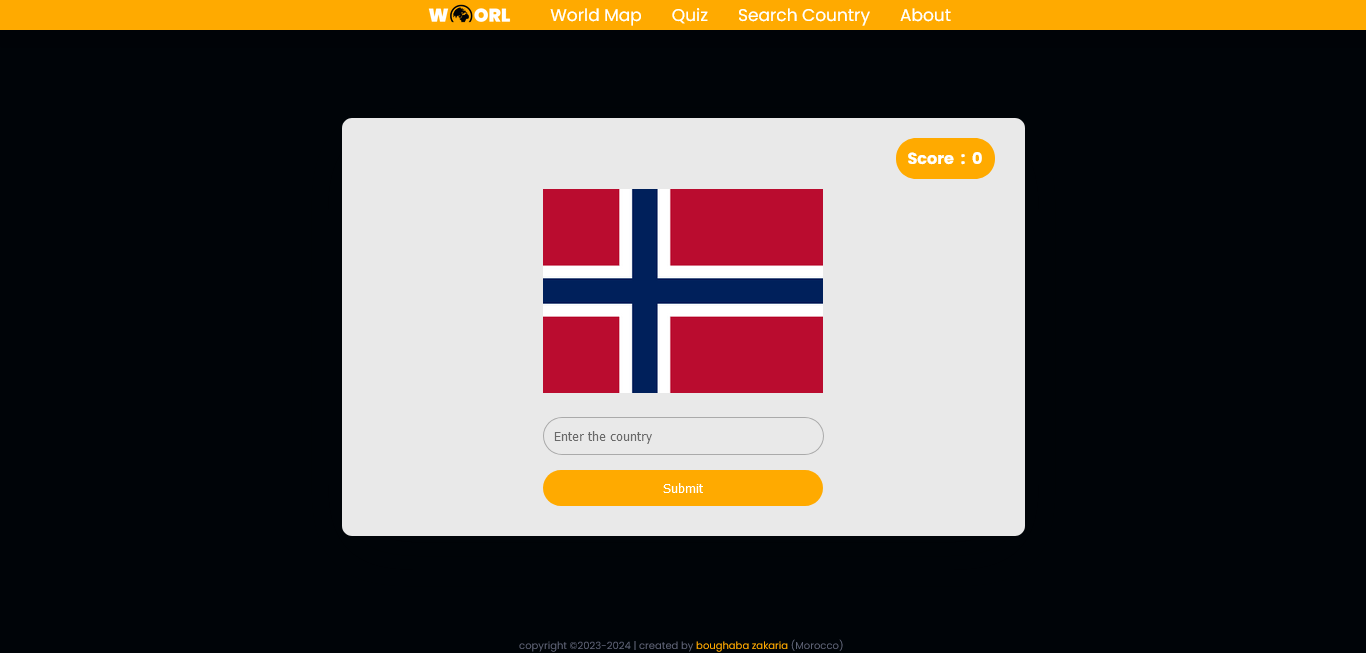 WOORL World Map Quiz Search Country About
Score : 0
Enter the country
Submit
copyright ©2023-2024 | created by boughaba zakaria (Morocco)